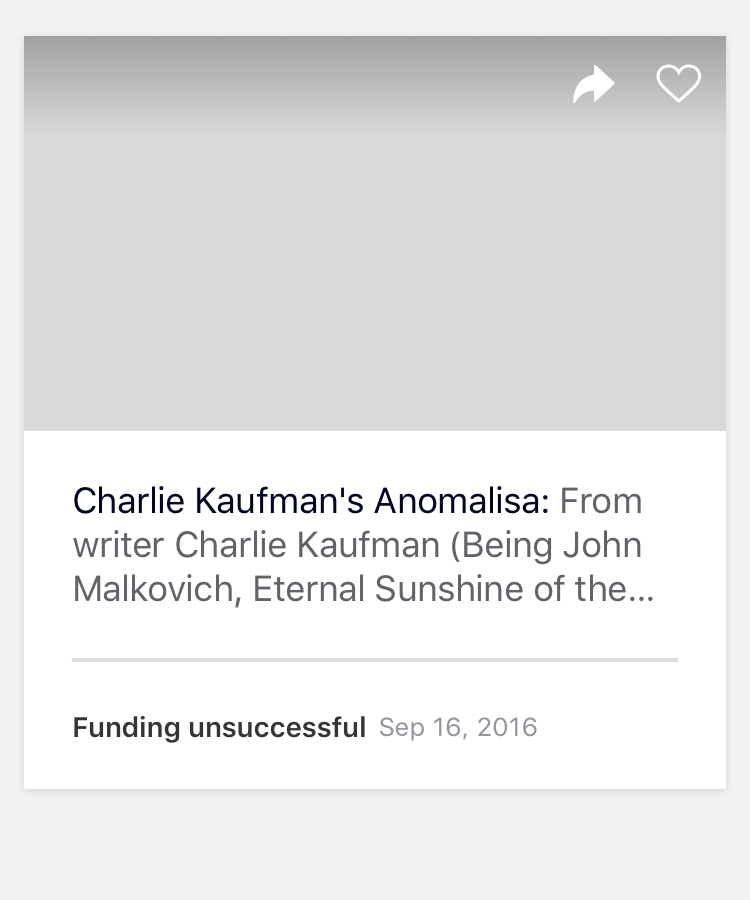 Charlie Kaufman's Anomalisa: From
writer Charlie Kaufman (Being John
Malkovich, Eternal Sunshine of the...
Funding unsuccessful Sep 16, 2016